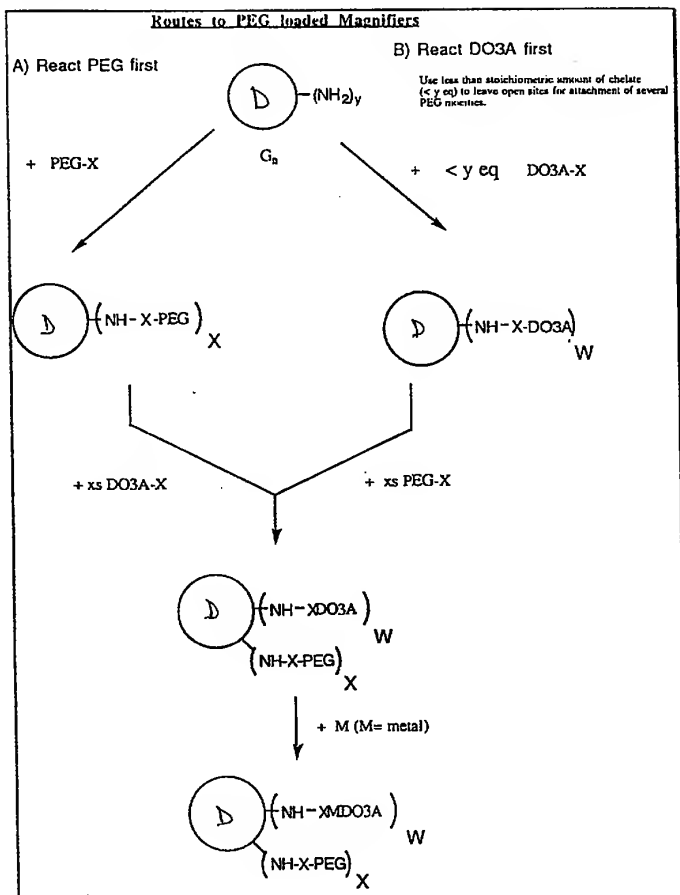 Routes to PEG loaded Magnifiers
A) React PEG first
B) React DO3A first
Use less than stoichiometric amount of chelate
(< y eq) to leave open sites for attachment of several
PEG moieties.
D (NH2)y
Gn
+ PEG-X
+ < y eq DO3A-X
D (NH-X-PEG) X
D (NH-X-DO3A) W
+ xs DO3A-X
+ xs PEG-X
D (NH-XDO3A) W
(NH-X-PEG) X
+ M (M= metal)
D (NH-XMDO3A) W
(NH-X-PEG) X